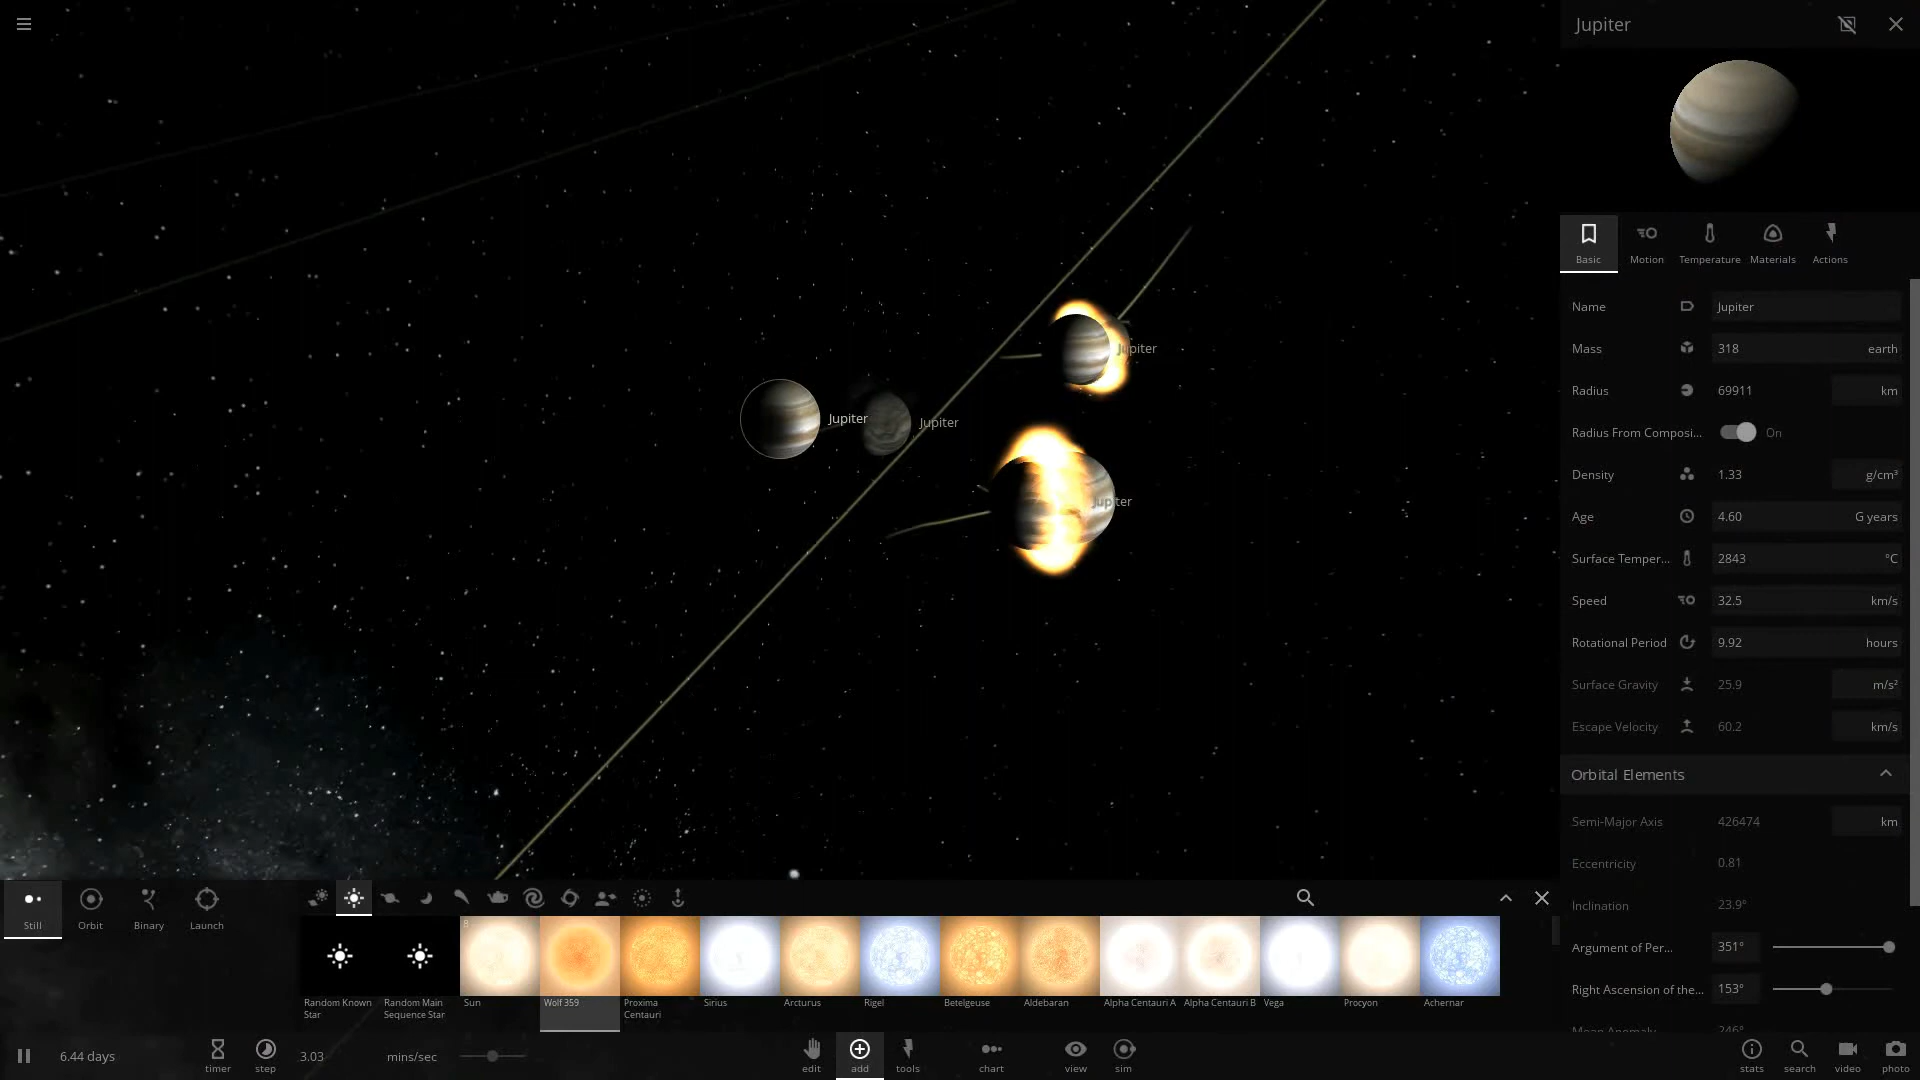 Jupiter
Basic
Motion
Temperature
Materials
Actions
Name
Jupiter
Mass
318
earth
Radius
69911
km
Radius From Composi...
On
Density
1.33
g/cm³
Age
4.60
G years
Surface Temper...
2843
°C
Speed
32.5
km/s
Rotational Period
9.92
hours
Surface Gravity
25.9
m/s²
Escape Velocity
60.2
km/s
Orbital Elements
Semi-Major Axis
426474
km
Eccentricity
0.81
Inclination
23.9°
Argument of Per...
351°
Right Ascension of the...
153°
Mean Anomaly
246°
Jupiter
Jupiter
Jupiter
Jupiter
Still
Orbit
Binary
Launch
Random Known
Star
Random Main
Sequence Star
Sun
Wolf 359
Proxima
Centauri
Sirius
Arcturus
Rigel
Betelgeuse
Aldebaran
Alpha Centauri A
Alpha Centauri B
Vega
Procyon
Achernar
6.44 days
timer
step
3.03
mins/sec
edit
add
tools
chart
view
sim
stats
search
video
photo